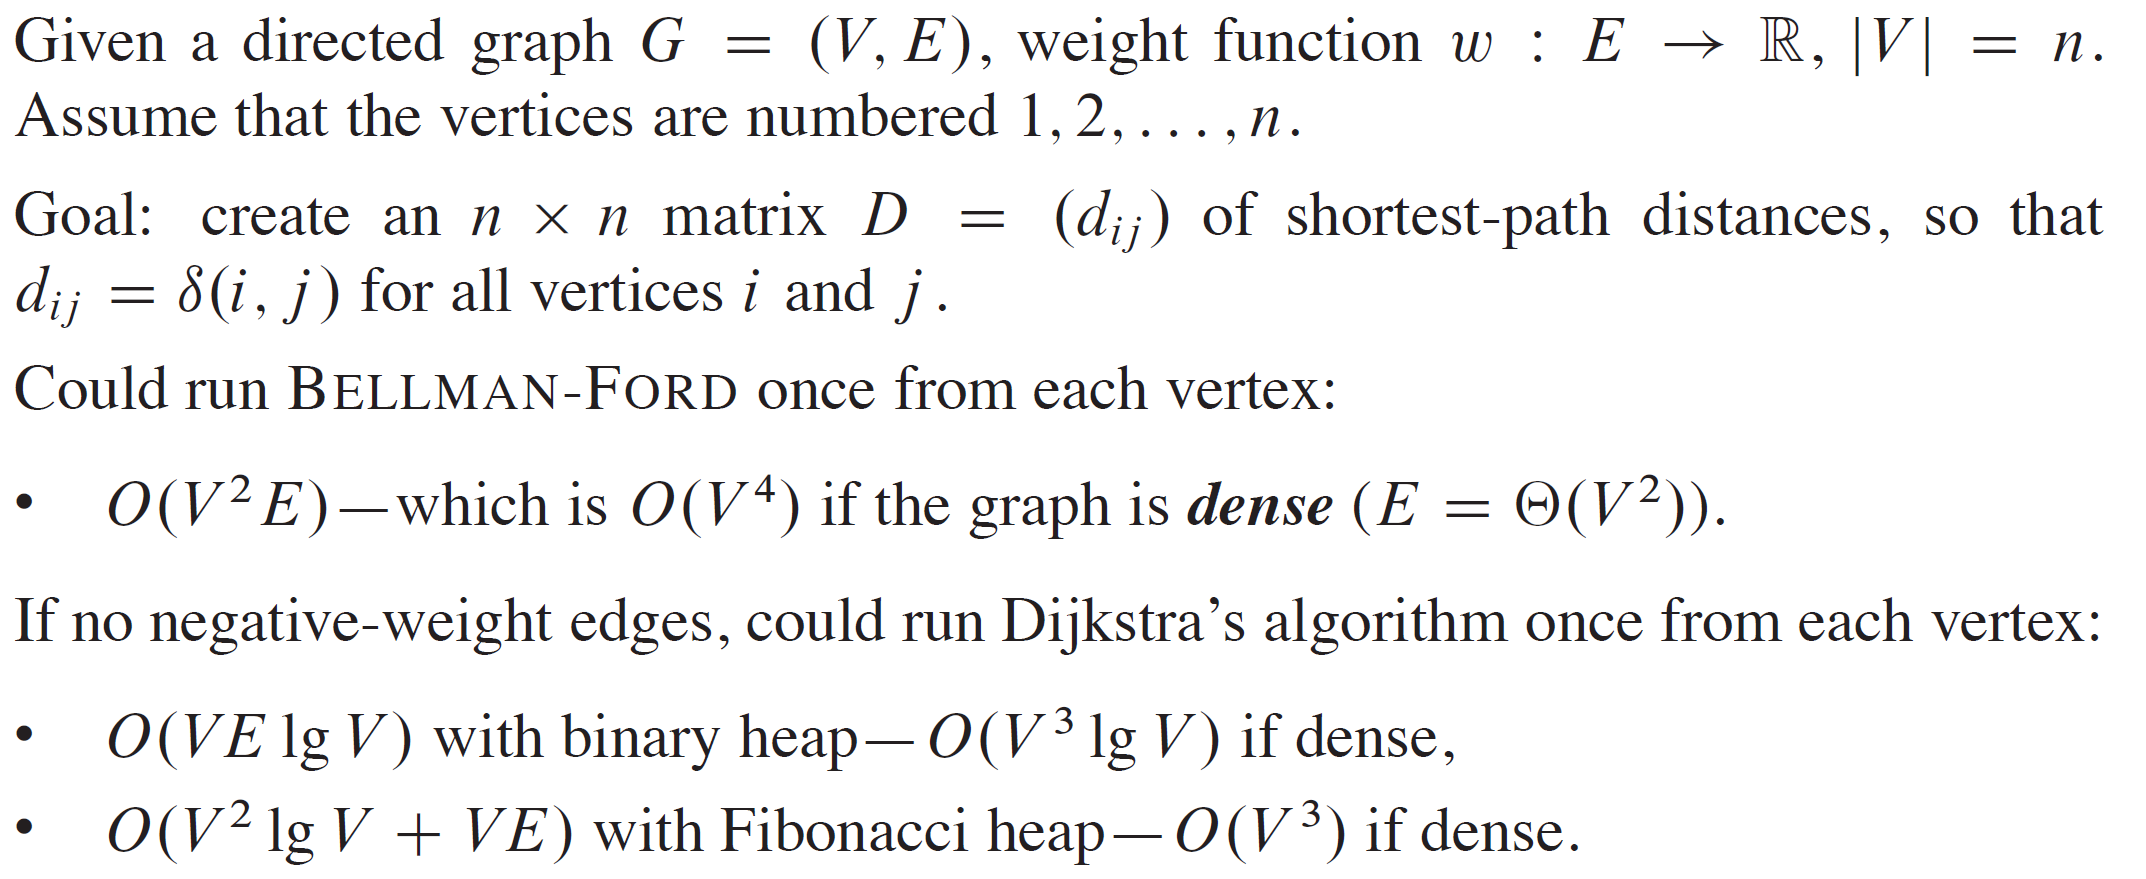 Given a directed graph G = (V, E), weight function w : E → ℝ, |V| = n.
Assume that the vertices are numbered 1, 2, . . . , n.
Goal: create an n × n matrix D = (dᵢⱼ) of shortest-path distances, so that
dᵢⱼ = δ(i, j) for all vertices i and j.
Could run BELLMAN-FORD once from each vertex:
• O(V²E)—which is O(V⁴) if the graph is dense (E = Θ(V²)).
If no negative-weight edges, could run Dijkstra’s algorithm once from each vertex:
• O(VE lg V) with binary heap—O(V³ lg V) if dense,
• O(V² lg V + VE) with Fibonacci heap—O(V³) if dense.